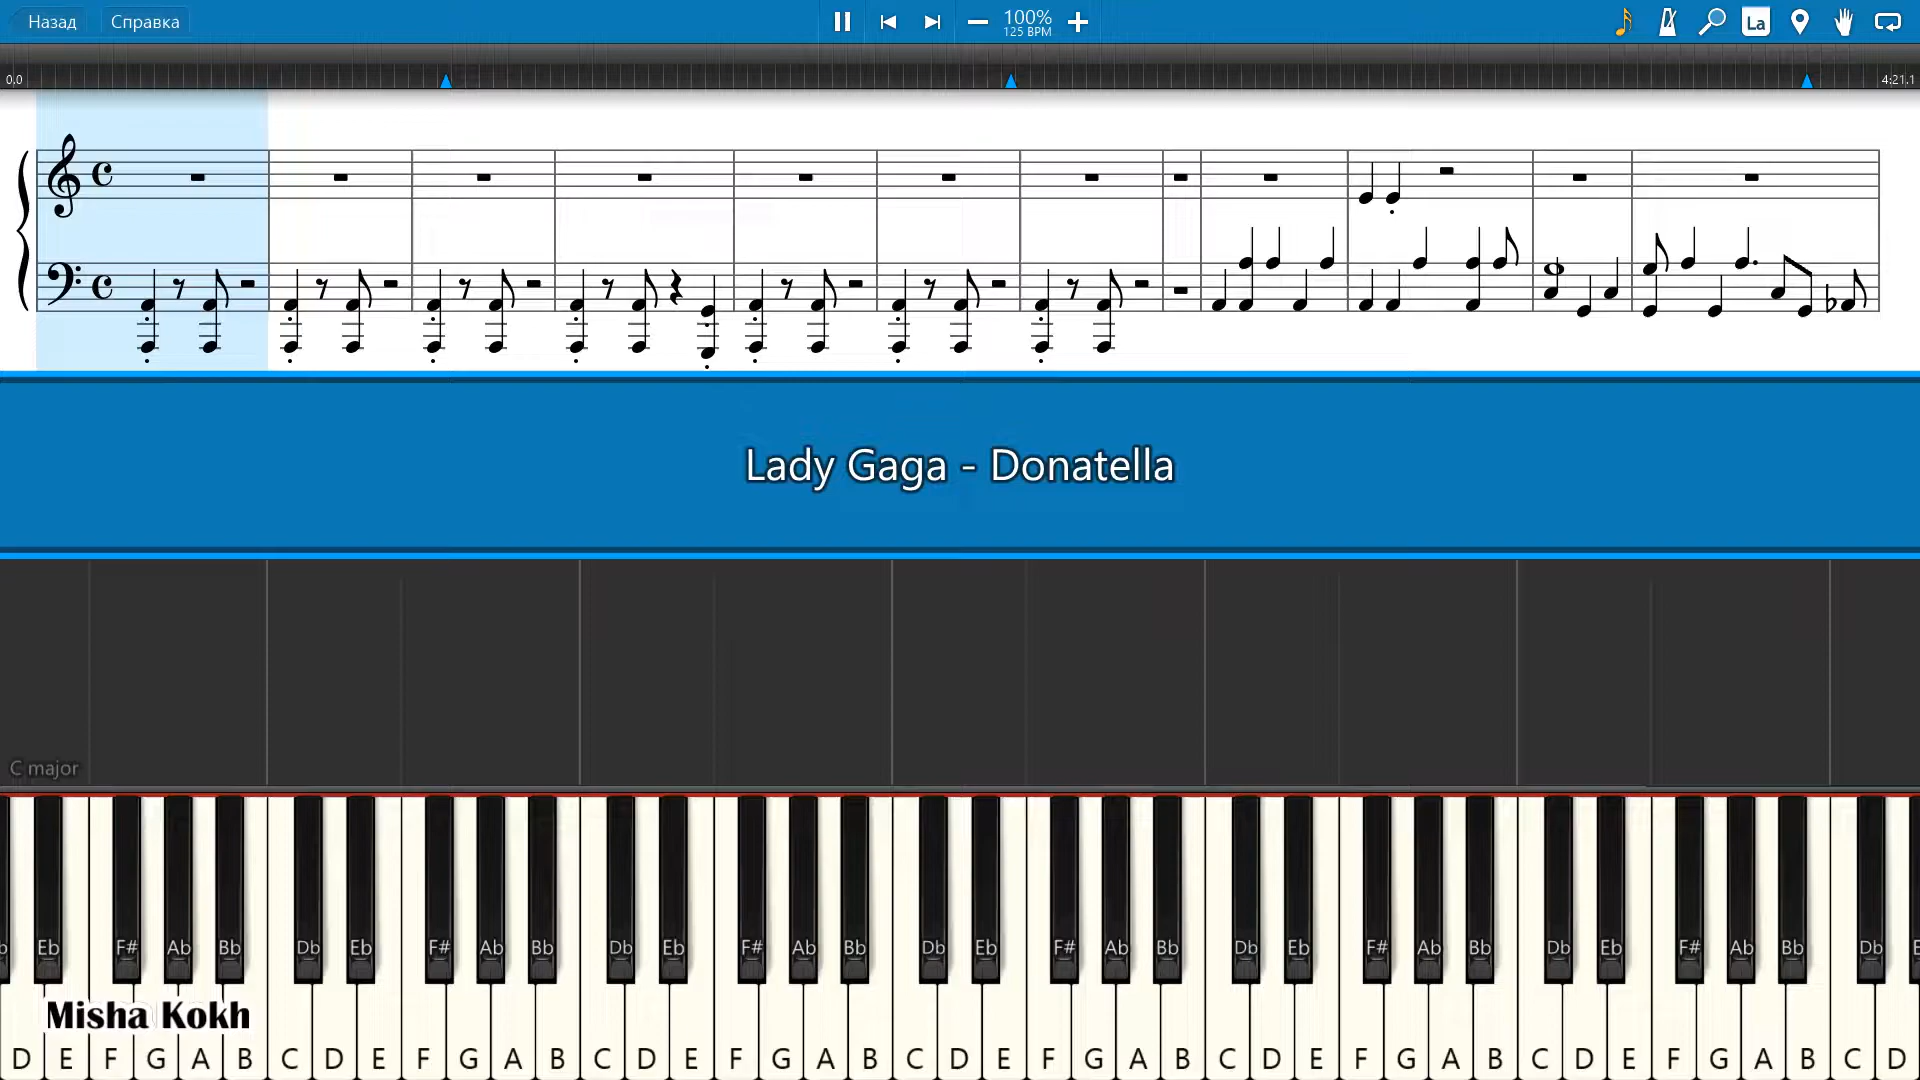 Назад Справка 100% La
125 BPM
0.0 4:21.1
Lady Gaga - Donatella
C major
Eb F# Ab Bb Db Eb F# Ab Bb Db Eb F# Ab Bb Db Eb F# Ab Bb Db Eb F# Ab Bb Db Eb F# Ab Bb Db
Misha Kokh
D E F G A B C D E F G A B C D E F G A B C D E F G A B C D E F G A B C D E F G A B C D